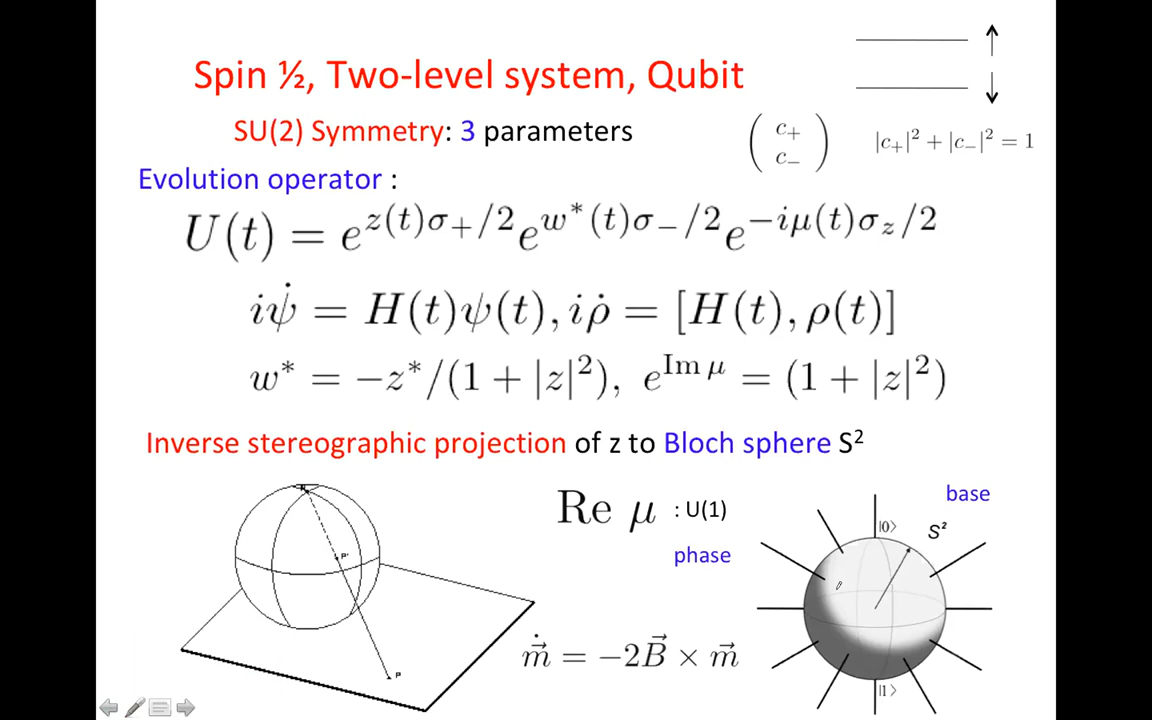 Spin ½, Two-level system, Qubit
SU(2) Symmetry: 3 parameters
( c₊ c₋ )
|c₊|² + |c₋|² = 1
Evolution operator :
U(t) = e^{z(t)σ₊/2} e^{w*(t)σ₋/2} e^{−iμ(t)σ_z/2}
iψ̇ = H(t)ψ(t), iρ̇ = [H(t), ρ(t)]
w* = −z*/(1 + |z|²), e^{Im μ} = (1 + |z|²)
Inverse stereographic projection of z to Bloch sphere S²
Re μ : U(1)
phase
base
|0>
S²
P'
P
ṁ⃗ = −2B⃗ × m⃗
|1>